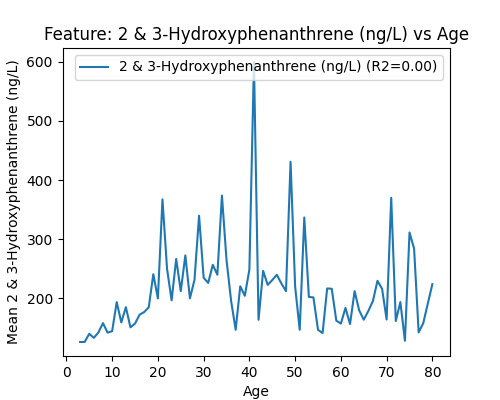 Feature: 2 & 3-Hydroxyphenanthrene (ng/L) vs Age
2 & 3-Hydroxyphenanthrene (ng/L) (R2=0.00)
Mean 2 & 3-Hydroxyphenanthrene (ng/L)
600
500
400
300
200
0 10 20 30 40 50 60 70 80
Age